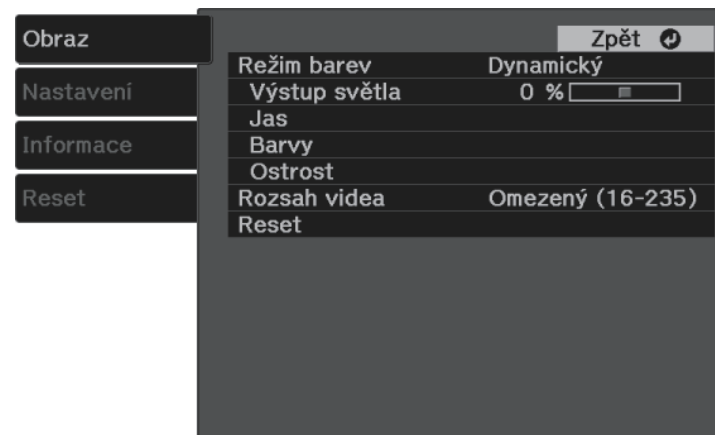 Obraz
Nastavení
Informace
Reset
Zpět
Režim barev Dynamický
Výstup světla 0 %
Jas
Barvy
Ostrost
Rozsah videa Omezený (16-235)
Reset